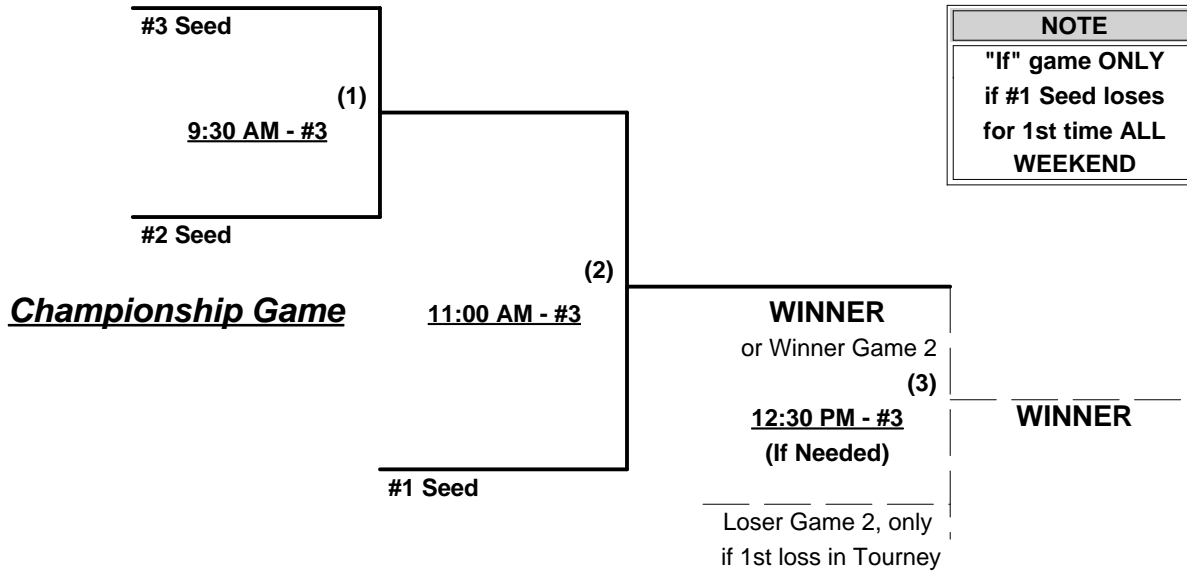 #3 Seed
NOTE
"If" game ONLY
if #1 Seed loses
for 1st time ALL
WEEKEND
(1)
9:30 AM - #3
#2 Seed
(2)
Championship Game
11:00 AM - #3
WINNER
or Winner Game 2
(3)
12:30 PM - #3
(If Needed)
WINNER
#1 Seed
Loser Game 2, only
if 1st loss in Tourney